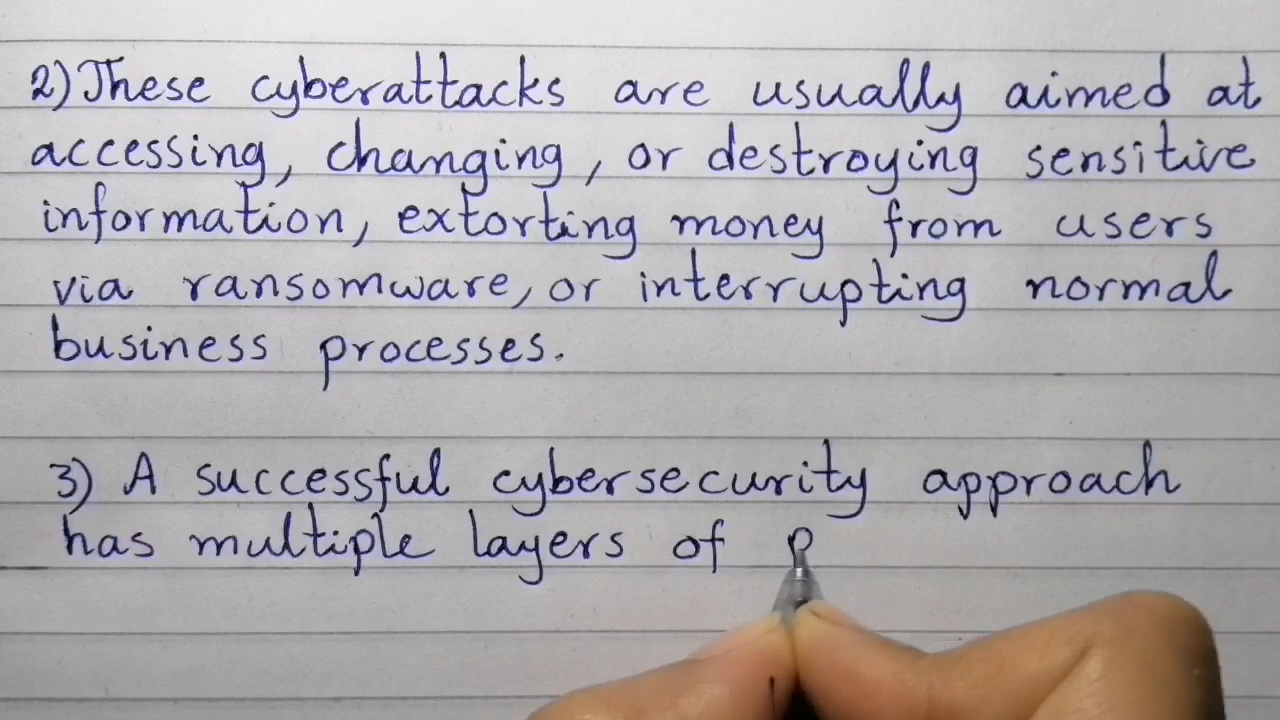 2) These cyberattacks are usually aimed at
accessing, changing, or destroying sensitive
information, extorting money from users
via ransomware, or interrupting normal
business processes.
3) A successful cybersecurity approach
has multiple layers of p